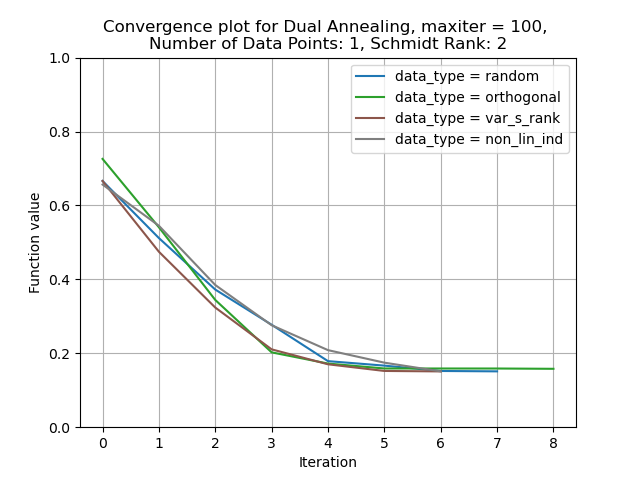 Convergence plot for Dual Annealing, maxiter = 100,
Number of Data Points: 1, Schmidt Rank: 2
1.0
0.8
0.6
0.4
0.2
0.0
Function value
data_type = random
data_type = orthogonal
data_type = var_s_rank
data_type = non_lin_ind
0 1 2 3 4 5 6 7 8
Iteration